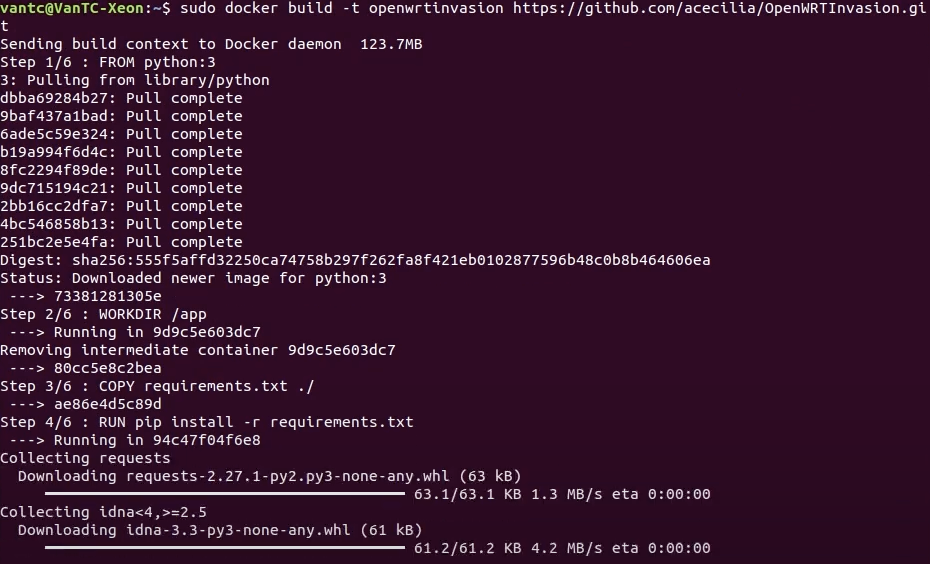 vantc@VanTC-Xeon:~$ sudo docker build -t openwrtinvasion https://github.com/acecilia/OpenWRTInvasion.gi
t
Sending build context to Docker daemon  123.7MB
Step 1/6 : FROM python:3
3: Pulling from library/python
dbba69284b27: Pull complete
9baf437a1bad: Pull complete
6ade5c59e324: Pull complete
b19a994f6d4c: Pull complete
8fc2294f89de: Pull complete
9dc715194c21: Pull complete
2bb16cc2dfa7: Pull complete
4bc546858b13: Pull complete
251bc2e5e4fa: Pull complete
Digest: sha256:555f5affd32250ca74758b297f262fa8f421eb0102877596b48c0b8b464606ea
Status: Downloaded newer image for python:3
 ---> 73381281305e
Step 2/6 : WORKDIR /app
 ---> Running in 9d9c5e603dc7
Removing intermediate container 9d9c5e603dc7
 ---> 80cc5e8c2bea
Step 3/6 : COPY requirements.txt ./
 ---> ae86e4d5c89d
Step 4/6 : RUN pip install -r requirements.txt
 ---> Running in 94c47f04f6e8
Collecting requests
  Downloading requests-2.27.1-py2.py3-none-any.whl (63 kB)
     63.1/63.1 KB 1.3 MB/s eta 0:00:00
Collecting idna<4,>=2.5
  Downloading idna-3.3-py3-none-any.whl (61 kB)
     61.2/61.2 KB 4.2 MB/s eta 0:00:00